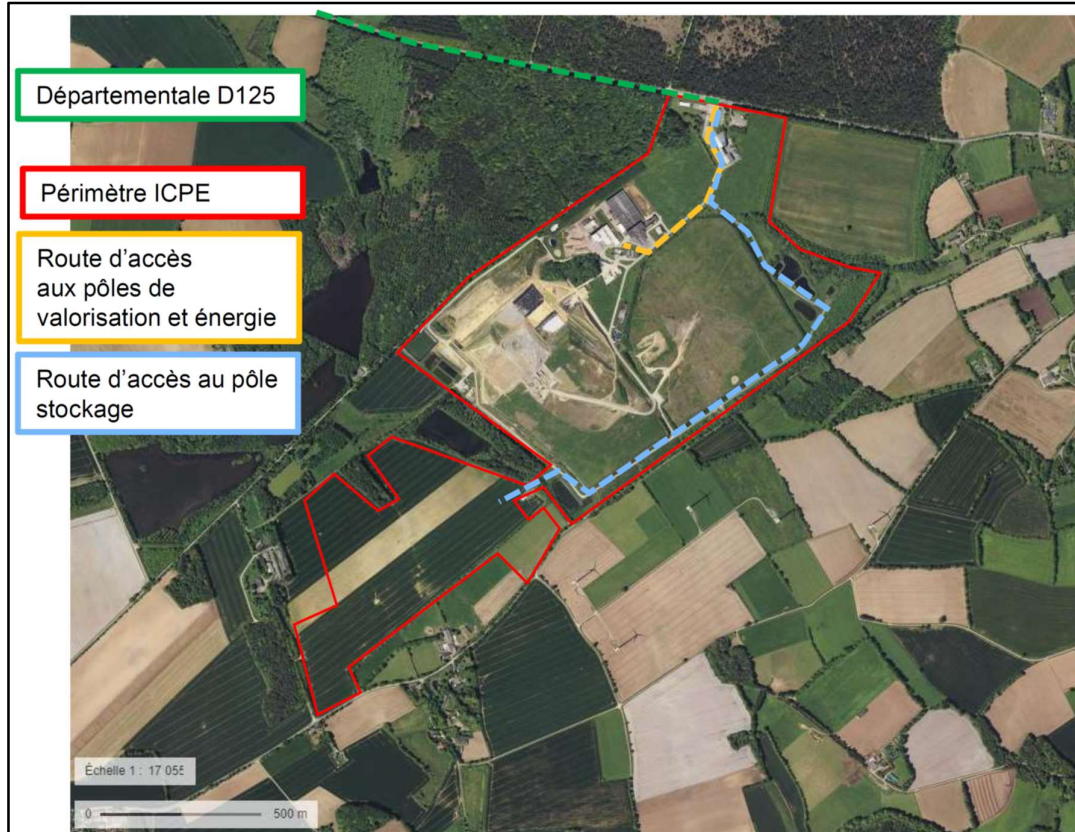 Départementale D125
Périmètre ICPE
Route d’accès
aux pôles de
valorisation et énergie
Route d’accès au pôle
stockage
Échelle 1 : 17 055
0 500 m